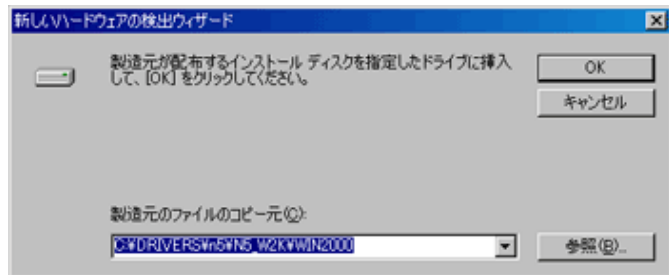 新しいハードウェアの検出ウィザード
製造元が配布するインストール ディスクを指定したドライブに挿入
して、[OK] をクリックしてください。
OK
キャンセル
製造元のファイルのコピー元(C):
C:¥DRIVERS¥n5¥N5_W2K¥WIN2000
参照(B)...